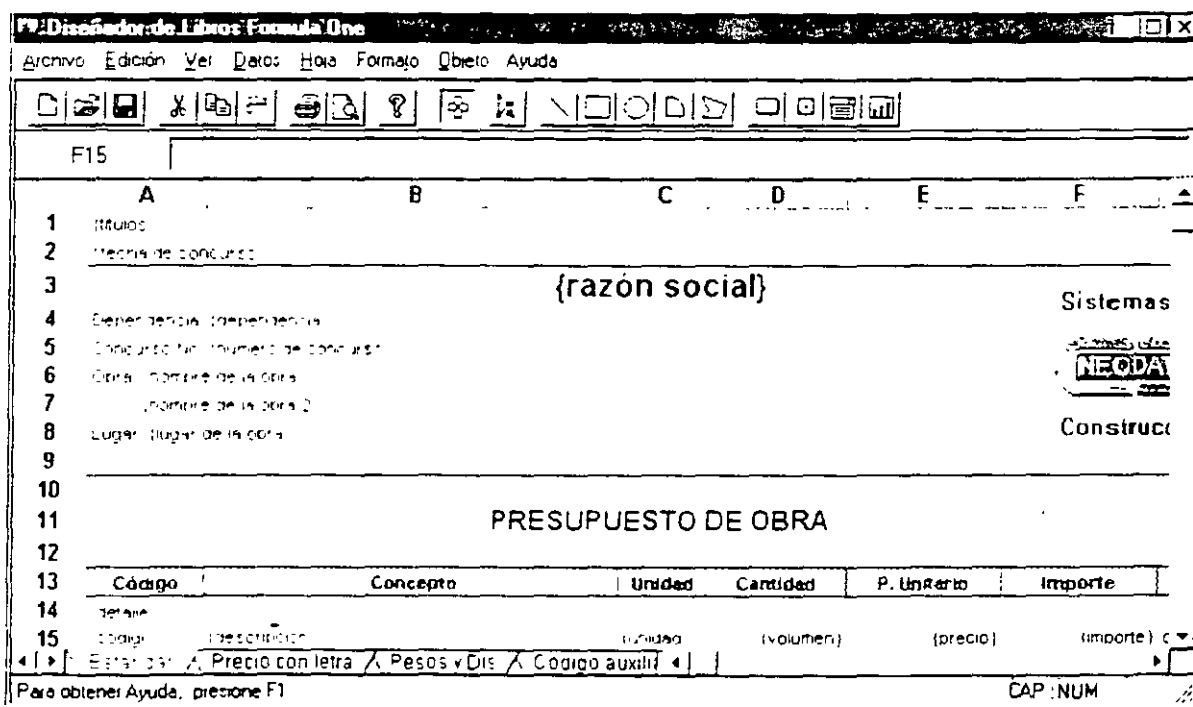 Diseñador de Libros Formula One
Archivo Edición Ver Datos Hoja Formato Objeto Ayuda
F15
A B C D E F
1 {títulos
2 {fecha de concurso
3 {razón social}
Sistemas
4 Dependencia {dependencia
5 Concurso No. {número de concurso
6 Obra {nombre de la obra
NEODAT
7 {nombre de la obra 2
8 Lugar {lugar de la obra
Construcc
9
10
11 PRESUPUESTO DE OBRA
12
13 Código Concepto Unidad Cantidad P. Unitario Importe
14 detalle
15 código {descripción {unidad {volumen} {precio} {importe}
Estandar Precio con letra Pesos y Dls Código auxili
Para obtener Ayuda, presione F1 CAP NUM